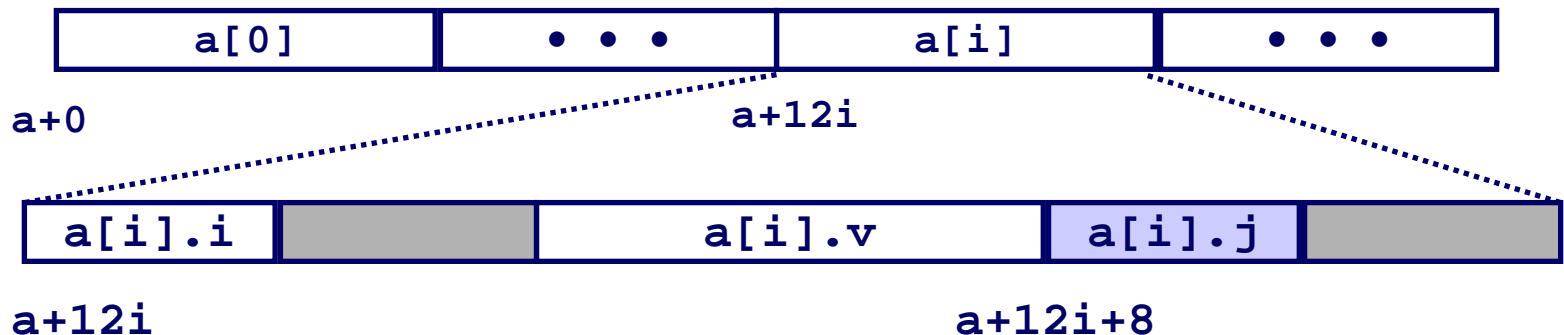 a[0] • • • a[i] • • •
a+0 a+12i
a[i].i a[i].v a[i].j
a+12i a+12i+8